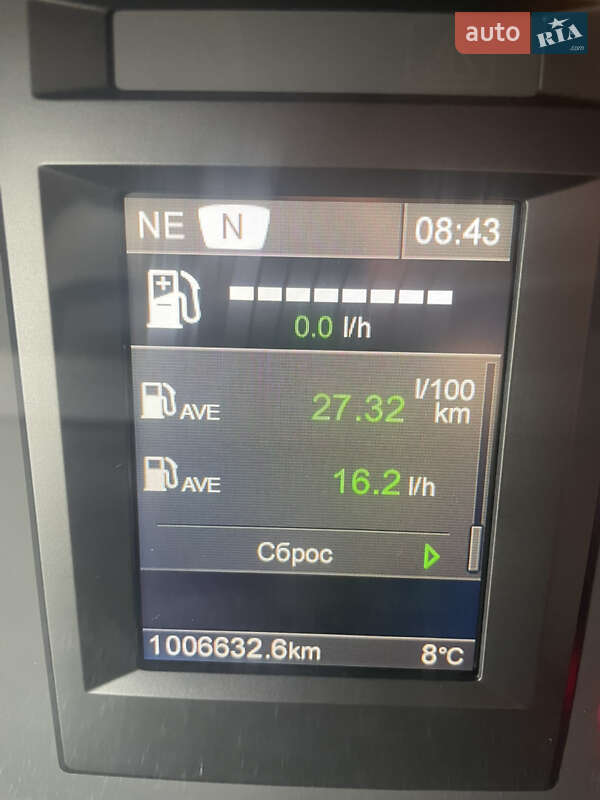 auto RIA
.com
NE N 08:43
0.0 l/h
AVE 27.32 l/100 km
AVE 16.2 l/h
Сброс
1006632.6km 8°C